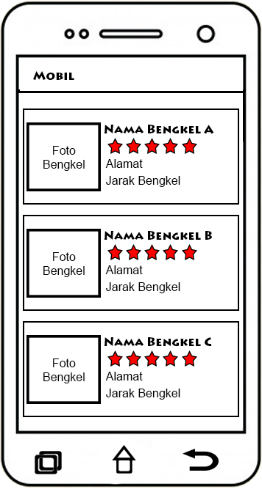 Mobil
Nama Bengkel A
Foto
Bengkel
Alamat
Jarak Bengkel
Nama Bengkel B
Foto
Bengkel
Alamat
Jarak Bengkel
Nama Bengkel C
Foto
Bengkel
Alamat
Jarak Bengkel